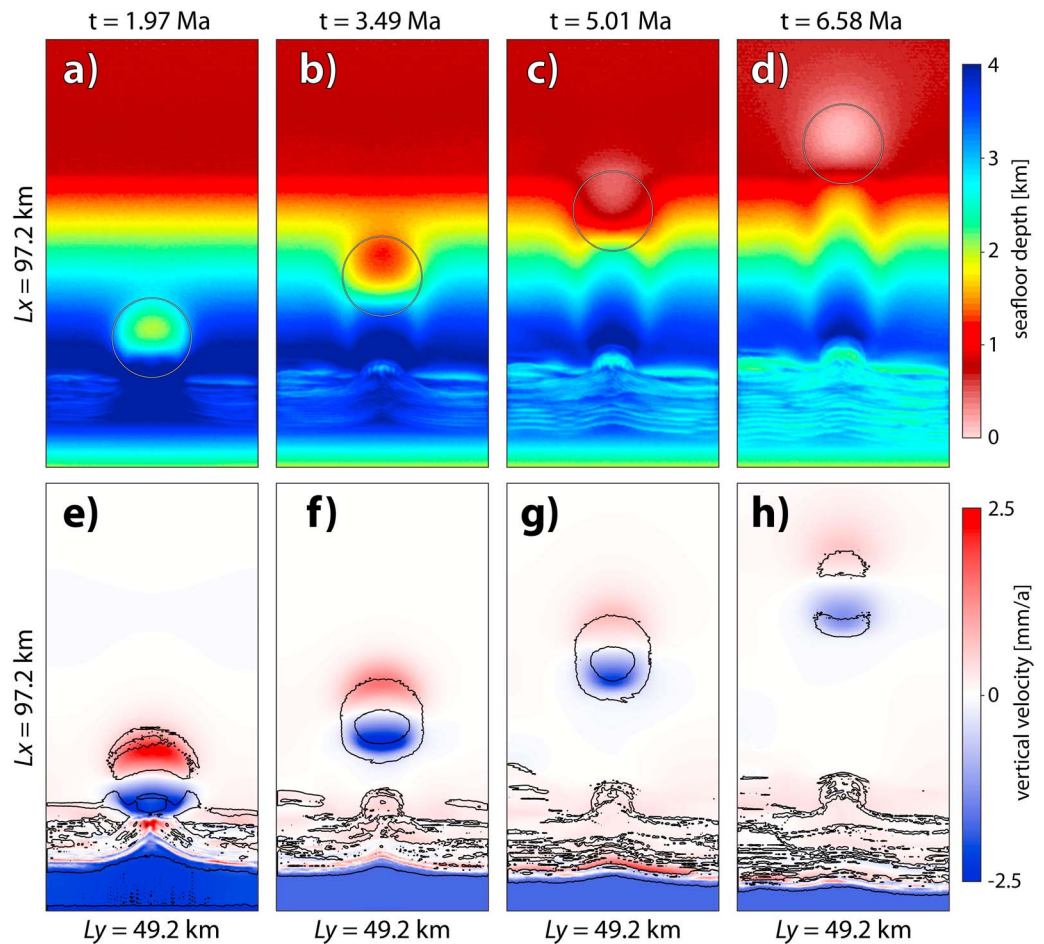 t = 1.97 Ma t = 3.49 Ma t = 5.01 Ma t = 6.58 Ma
a) b) c) d)
4
3
2
1
0
seafloor depth [km]
Lx = 97.2 km
e) f) g) h)
2.5
0
-2.5
vertical velocity [mm/a]
Lx = 97.2 km
Ly = 49.2 km Ly = 49.2 km Ly = 49.2 km Ly = 49.2 km